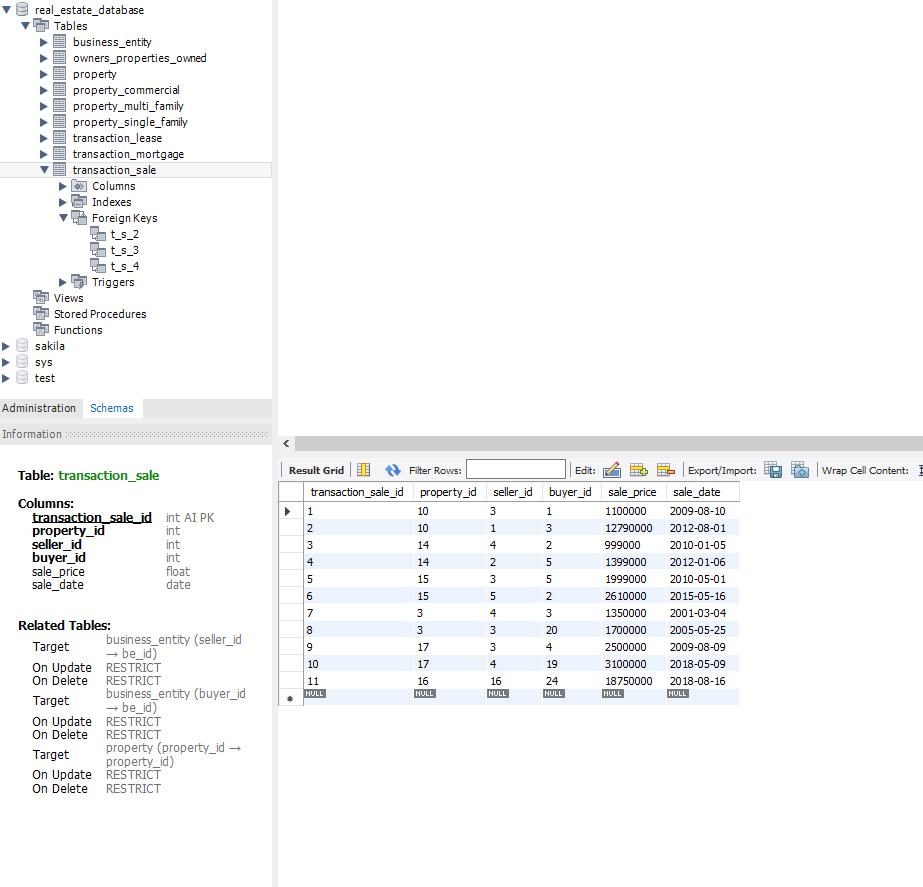 real_estate_database
Tables
business_entity
owners_properties_owned
property
property_commercial
property_multi_family
property_single_family
transaction_lease
transaction_mortgage
transaction_sale
Columns
Indexes
Foreign Keys
t_s_2
t_s_3
t_s_4
Triggers
Views
Stored Procedures
Functions
sakila
sys
test
Administration Schemas
Information
Table: transaction_sale
Columns:
transaction_sale_id int AI PK
property_id int
seller_id int
buyer_id int
sale_price float
sale_date date
Related Tables:
Target business_entity (seller_id
→ be_id)
On Update RESTRICT
On Delete RESTRICT
Target business_entity (buyer_id
→ be_id)
On Update RESTRICT
On Delete RESTRICT
Target property (property_id →
property_id)
On Update RESTRICT
On Delete RESTRICT
Result Grid Filter Rows: Edit: Export/Import: Wrap Cell Content:
transaction_sale_id property_id seller_id buyer_id sale_price sale_date
1 10 3 1 1100000 2009-08-10
2 10 1 3 12790000 2012-08-01
3 14 4 2 999000 2010-01-05
4 14 2 5 1399000 2012-01-06
5 15 3 5 1999000 2010-05-01
6 15 5 2 2610000 2015-05-16
7 3 4 3 1350000 2001-03-04
8 3 3 20 1700000 2005-05-25
9 17 3 4 2500000 2009-08-09
10 17 4 19 3100000 2018-05-09
11 16 16 24 18750000 2018-08-16
NULL NULL NULL NULL NULL NULL